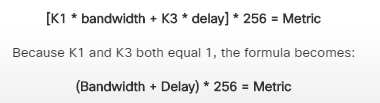 [K1 * bandwidth + K3 * delay] * 256 = Metric
Because K1 and K3 both equal 1, the formula becomes:
(Bandwidth + Delay) * 256 = Metric